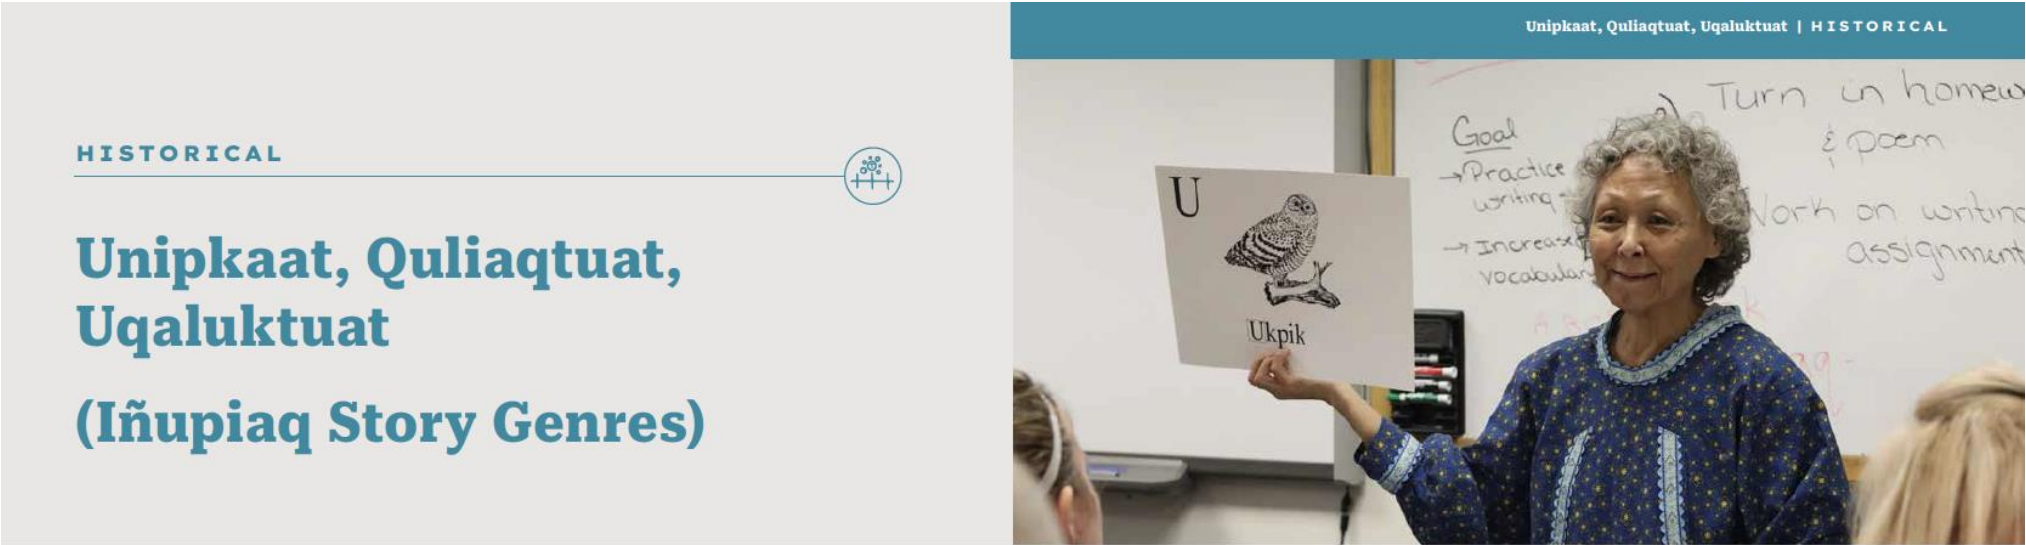 HISTORICAL
Unipkaat, Quliaqtuat,
Uqaluktuat
(Iñupiaq Story Genres)
Unipkaat, Quliaqtuat, Uqaluktuat | HISTORICAL
U
Ukpik
Goal
→Practice
writing
→Increase
vocabular
Turn in homew
& poem
Work on writing
assignment